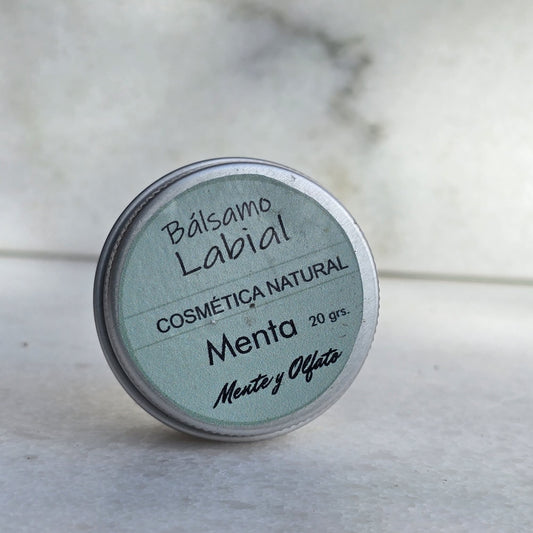 Bálsamo
Labial
COSMÉTICA NATURAL
Menta 20 grs.
Mente y Olfato